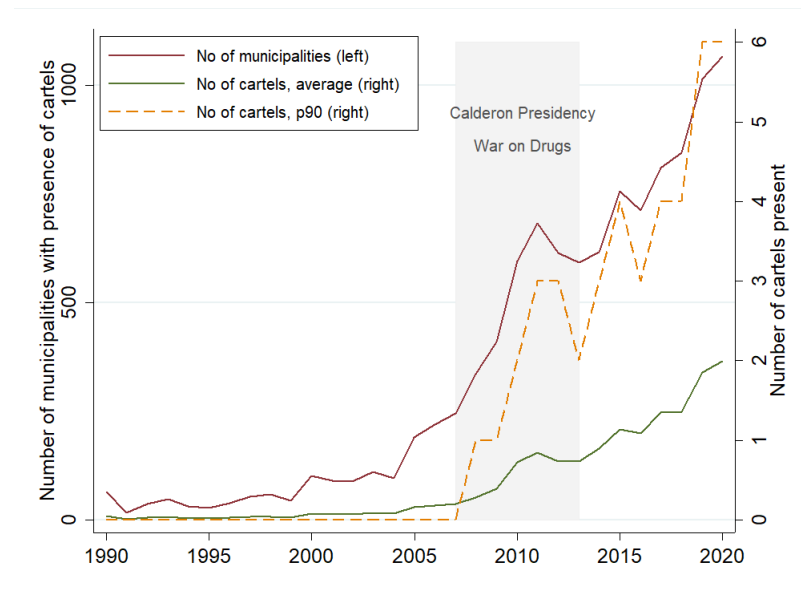 No of municipalities (left)
No of cartels, average (right)
No of cartels, p90 (right)
Calderon Presidency
War on Drugs
Number of municipalities with presence of cartels
0
500
1000
Number of cartels present
0
1
2
3
4
5
6
1990
1995
2000
2005
2010
2015
2020